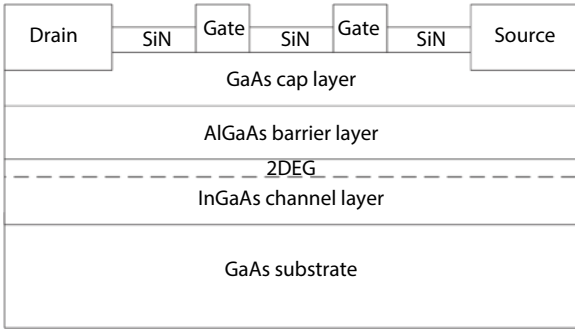 Drain
SiN
Gate
SiN
Gate
SiN
Source
GaAs cap layer
AlGaAs barrier layer
2DEG
InGaAs channel layer
GaAs substrate